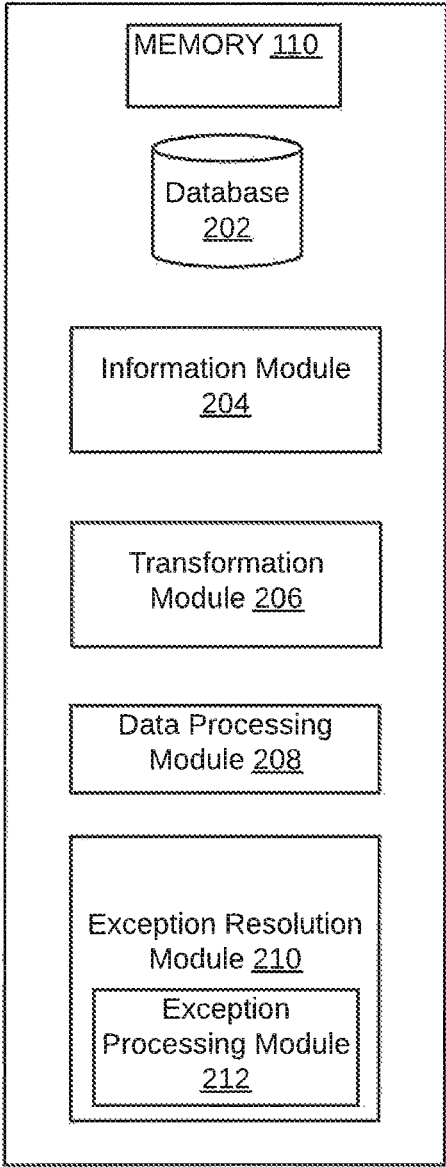 MEMORY 110
Database
202
Information Module
204
Transformation
Module 206
Data Processing
Module 208
Exception Resolution
Module 210
Exception
Processing Module
212